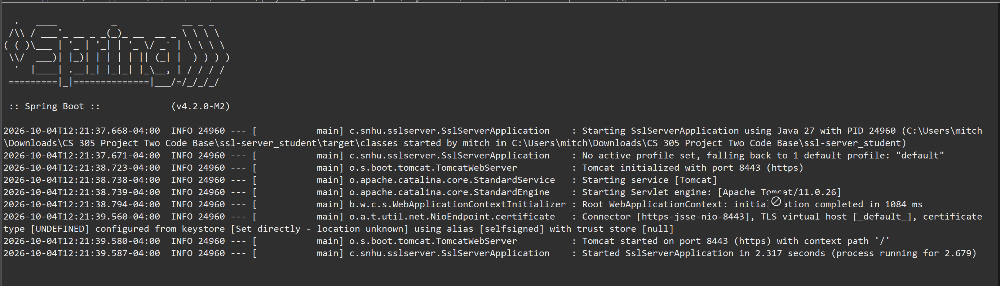 .   ____          _            __ _ _
 /\\ / ___'_ __ _ _(_)_ __  __ _ \ \ \ \
( ( )\___ | '_ | '_| | '_ \/ _` | \ \ \ \
 \\/  ___)| |_)| | | | | || (_| |  ) ) ) )
  '  |____| .__|_| |_|_| |_\__, | / / / /
 =========|_|==============|___/=/_/_/_/

 :: Spring Boot ::             (v4.2.0-M2)

2026-10-04T12:21:37.668-04:00  INFO 24960 --- [           main] c.snhu.sslserver.SslServerApplication    : Starting SslServerApplication using Java 27 with PID 24960 (C:\Users\mitch
\Downloads\CS 305 Project Two Code Base\ssl-server_student\target\classes started by mitch in C:\Users\mitch\Downloads\CS 305 Project Two Code Base\ssl-server_student)
2026-10-04T12:21:37.671-04:00  INFO 24960 --- [           main] c.snhu.sslserver.SslServerApplication    : No active profile set, falling back to 1 default profile: "default"
2026-10-04T12:21:38.723-04:00  INFO 24960 --- [           main] o.s.boot.tomcat.TomcatWebServer          : Tomcat initialized with port 8443 (https)
2026-10-04T12:21:38.738-04:00  INFO 24960 --- [           main] o.apache.catalina.core.StandardService   : Starting service [Tomcat]
2026-10-04T12:21:38.739-04:00  INFO 24960 --- [           main] o.apache.catalina.core.StandardEngine    : Starting Servlet engine: [Apache Tomcat/11.0.26]
2026-10-04T12:21:38.794-04:00  INFO 24960 --- [           main] b.w.c.s.WebApplicationContextInitializer : Root WebApplicationContext: completed in 1084 ms
2026-10-04T12:21:39.560-04:00  INFO 24960 --- [           main] o.a.t.util.net.NioEndpoint.certificate   : Connector [https-jsse-nio-8443], TLS virtual host [_default_], certificate
type [UNDEFINED] configured from keystore [Set directly - location unknown] using alias [selfsigned] with trust store [null]
2026-10-04T12:21:39.580-04:00  INFO 24960 --- [           main] o.s.boot.tomcat.TomcatWebServer          : Tomcat started on port 8443 (https) with context path '/'
2026-10-04T12:21:39.587-04:00  INFO 24960 --- [           main] c.snhu.sslserver.SslServerApplication    : Started SslServerApplication in 2.317 seconds (process running for 2.679)